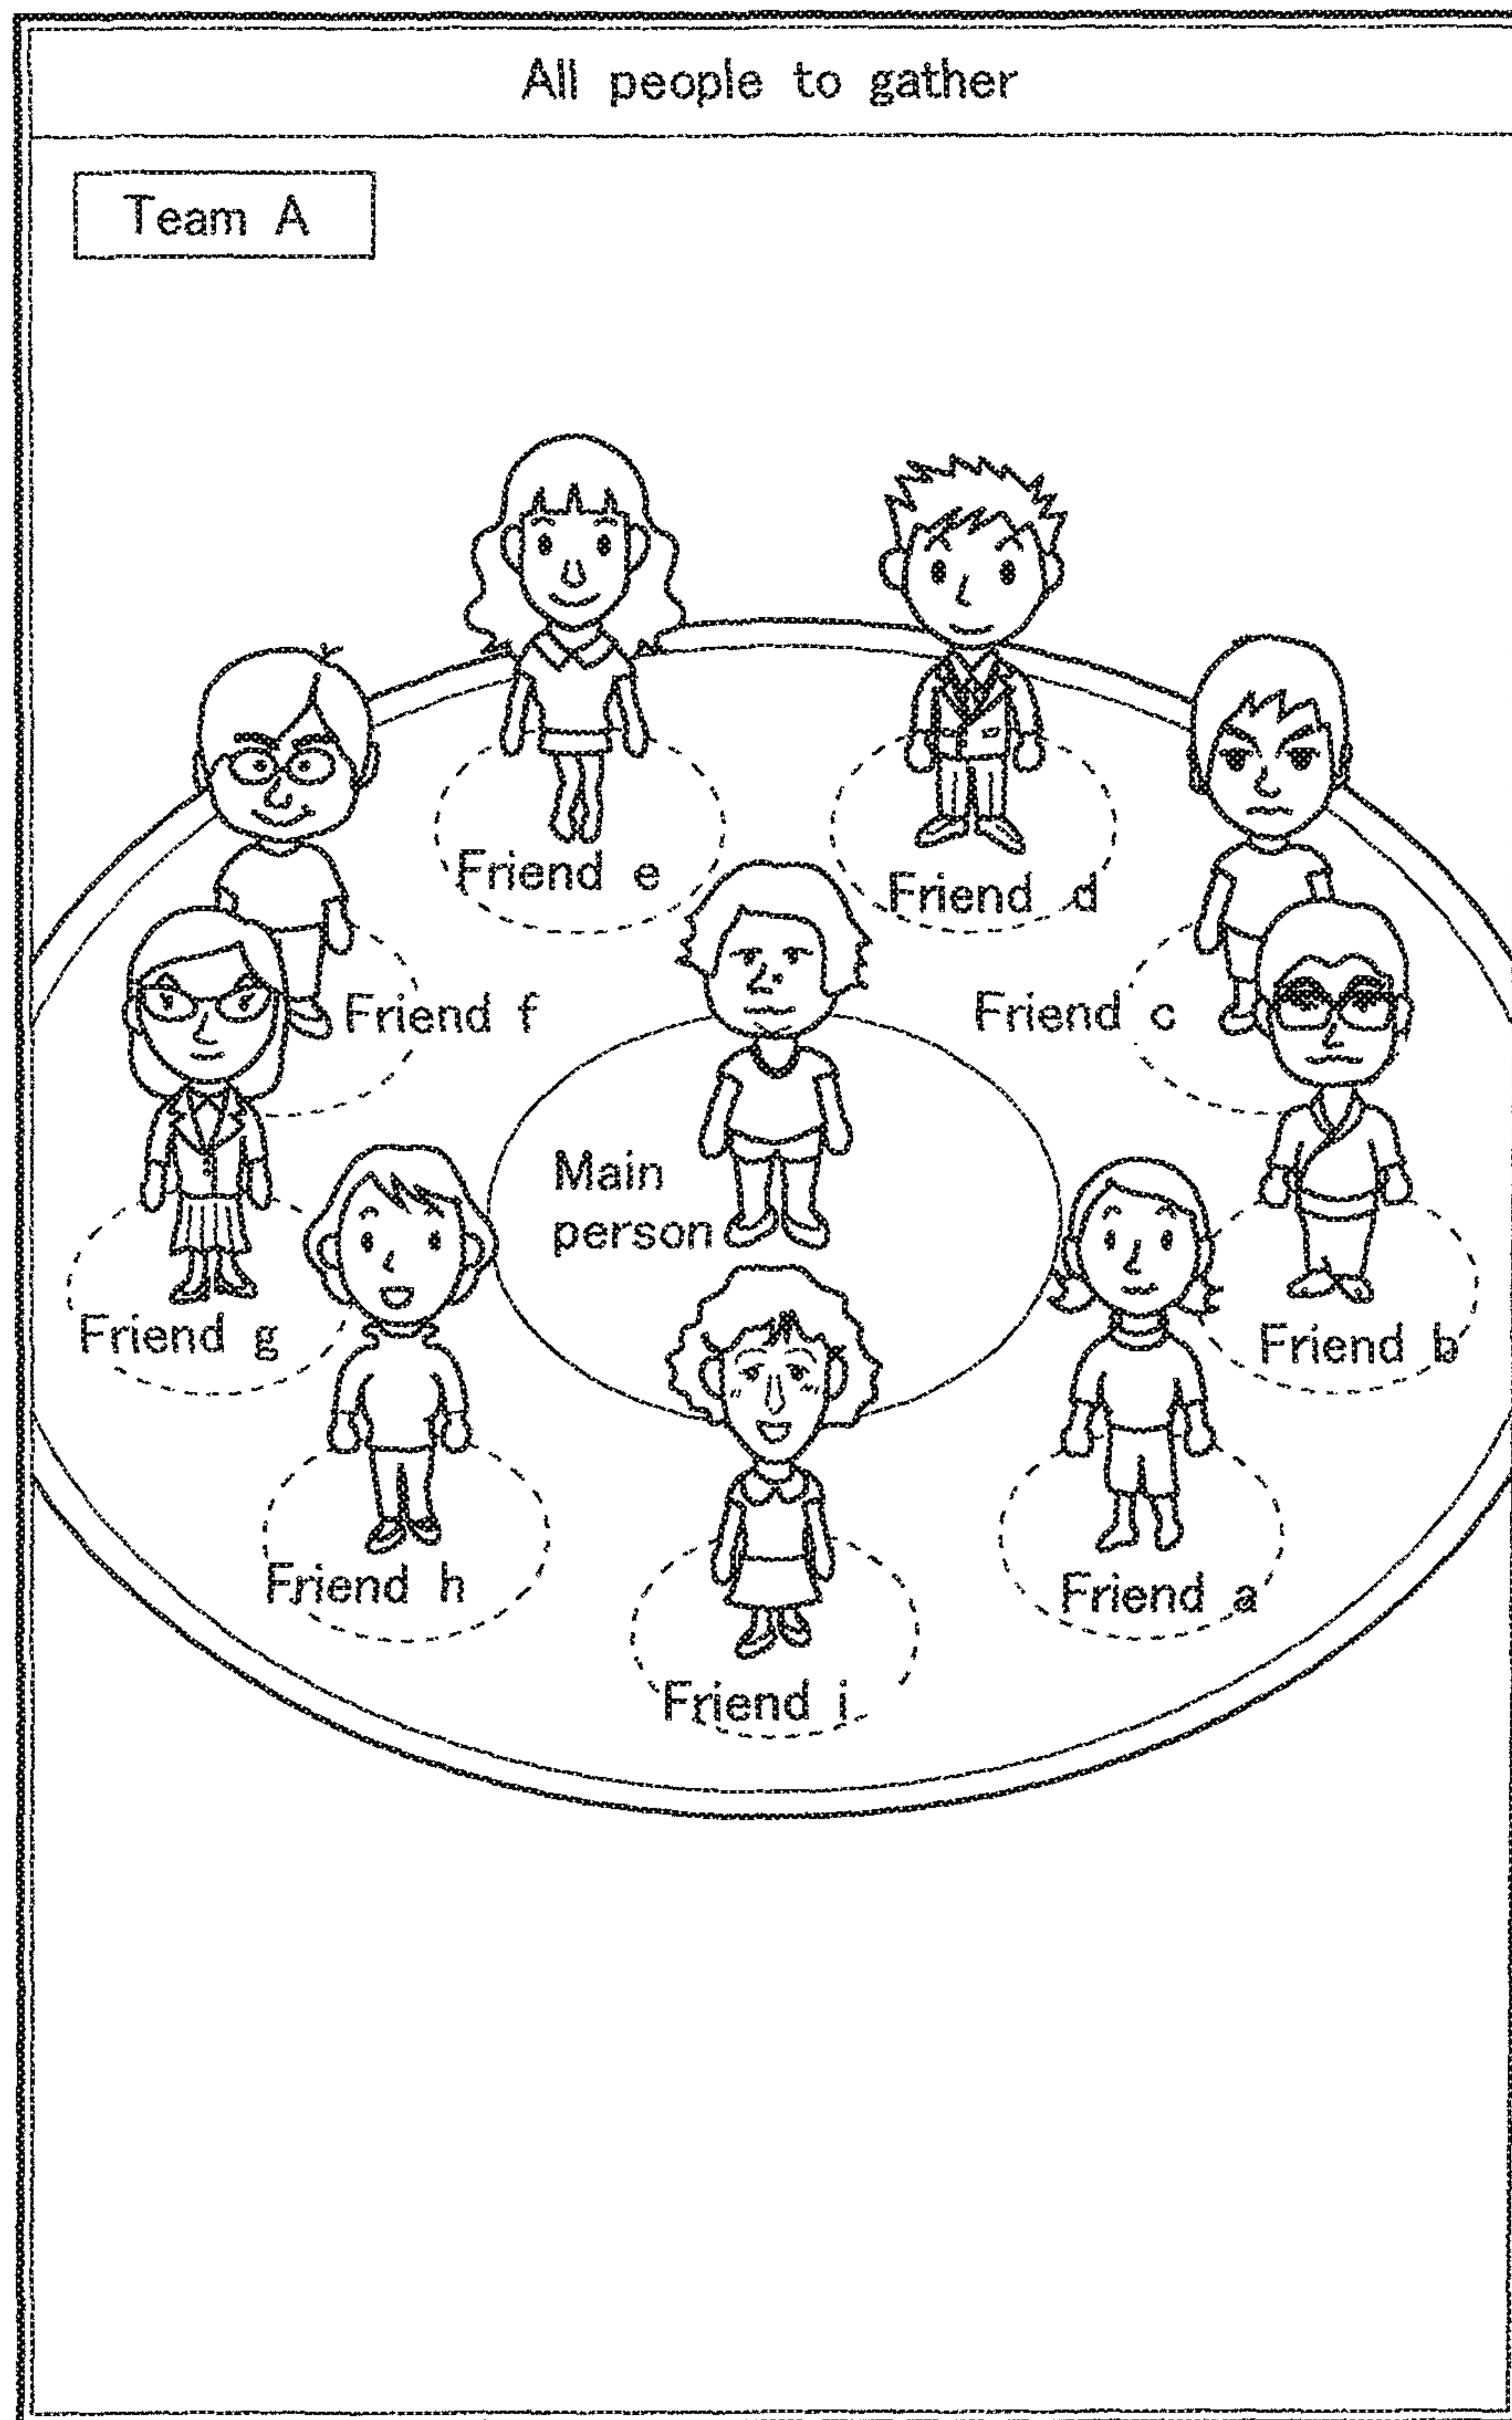 All people to gather
Team A
Friend e
Friend d
Friend f
Friend c
Main
person
Friend g
Friend b
Friend h
Friend a
Friend i